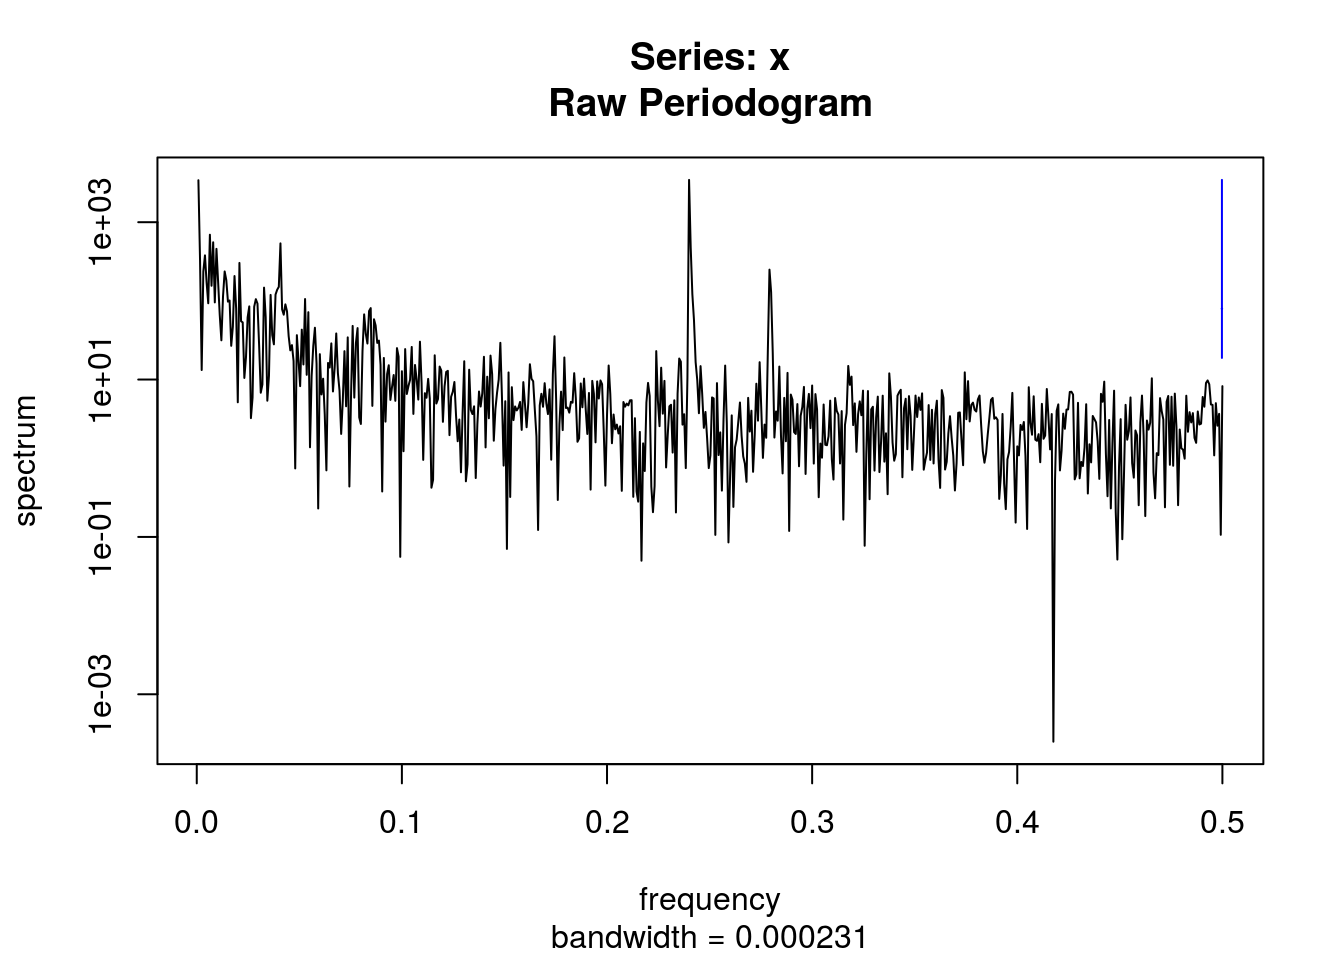 Series: x
Raw Periodogram
spectrum
1e+03
1e+01
1e-01
1e-03
0.0 0.1 0.2 0.3 0.4 0.5
frequency
bandwidth = 0.000231